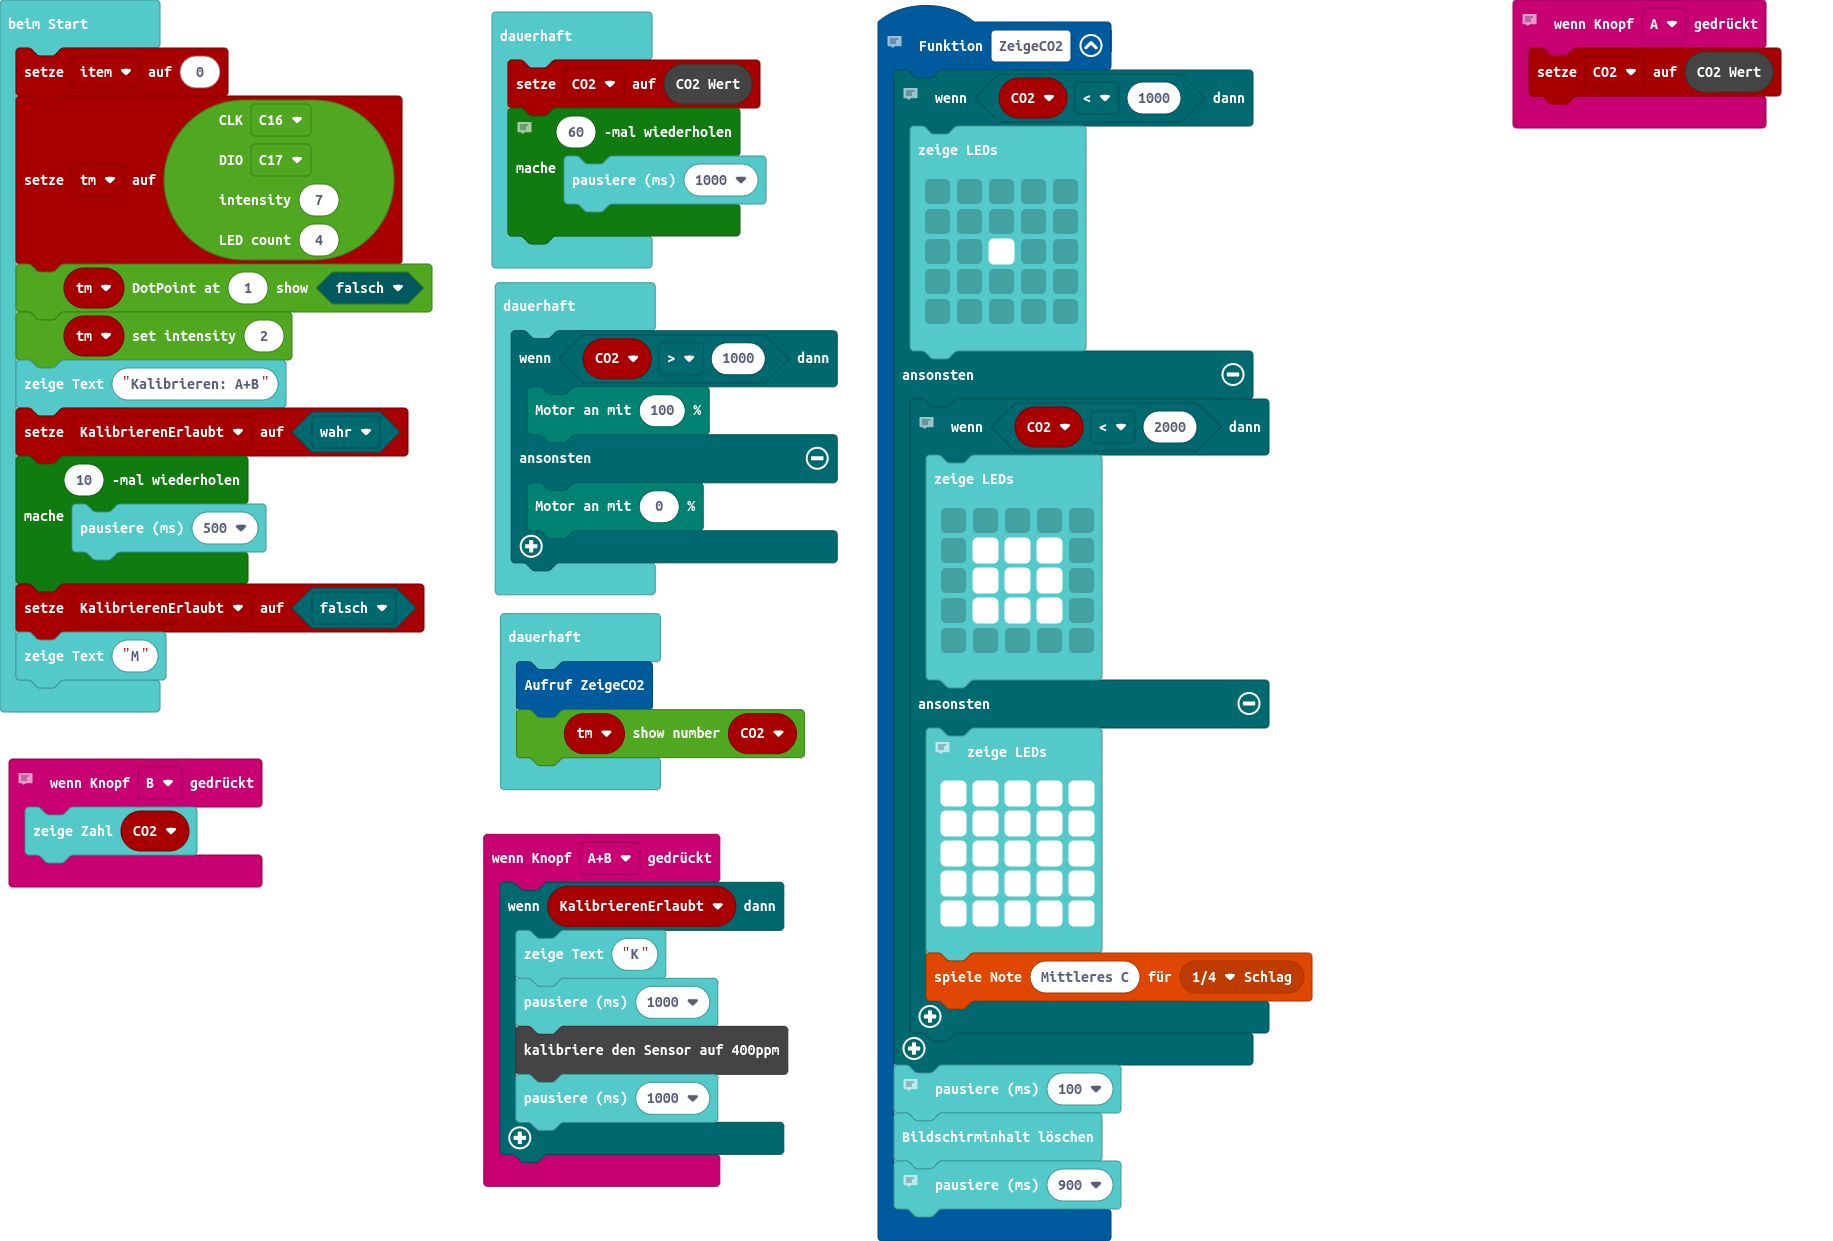 beim Start
setze item auf 0
setze tm auf
CLK C16
DIO C17
intensity 7
LED count 4
tm DotPoint at 1 show falsch
tm set intensity 2
zeige Text "Kalibrieren: A+B"
setze KalibrierenErlaubt auf wahr
10 -mal wiederholen
mache pausiere (ms) 500
setze KalibrierenErlaubt auf falsch
zeige Text "M"
wenn Knopf B gedrückt
zeige Zahl CO2
dauerhaft
setze CO2 auf CO2 Wert
60 -mal wiederholen
mache pausiere (ms) 1000
dauerhaft
wenn CO2 > 1000 dann
Motor an mit 100 %
ansonsten
Motor an mit 0 %
dauerhaft
Aufruf ZeigeCO2
tm show number CO2
wenn Knopf A+B gedrückt
wenn KalibrierenErlaubt dann
zeige Text "K"
pausiere (ms) 1000
kalibriere den Sensor auf 400ppm
pausiere (ms) 1000
Funktion ZeigeCO2
wenn CO2 < 1000 dann
zeige LEDs
ansonsten
wenn CO2 < 2000 dann
zeige LEDs
ansonsten
zeige LEDs
spiele Note Mittleres C für 1/4 Schlag
pausiere (ms) 100
Bildschirminhalt löschen
pausiere (ms) 900
wenn Knopf A gedrückt
setze CO2 auf CO2 Wert